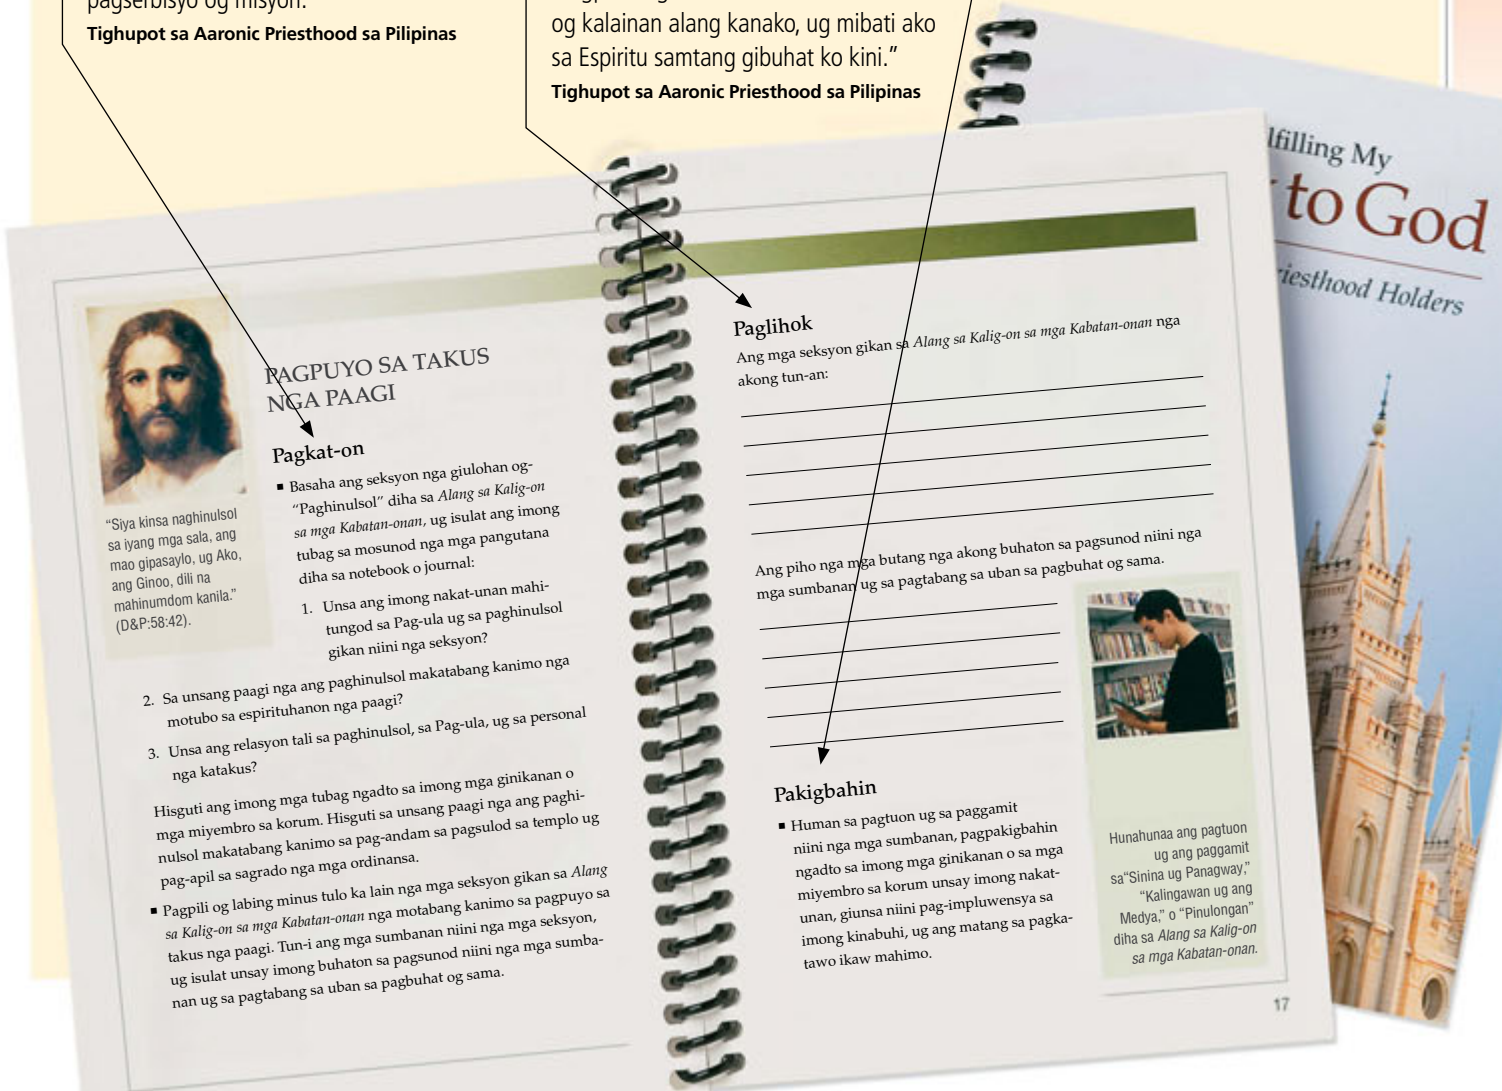 pagserbisyo og misyon.
Tighupot sa Aaronic Priesthood sa Pilipinas
og kalainan alang kanako, ug mibati ako
sa Espiritu samtang gibuhat ko kini.”
Tighupot sa Aaronic Priesthood sa Pilipinas
PAGPUYO SA TAKUS
NGA PAAGI
Pagkat-on
▪ Basaha ang seksyon nga giulohan og-
“Paghinulsol” diha sa Alang sa Kalig-on
sa mga Kabatan-onan, ug isulat ang imong
tubag sa mosunod nga mga pangutana
diha sa notebook o journal:
1. Unsa ang imong nakat-unan mahi-
tungod sa Pag-ula ug sa paghinulsol
gikan niini nga seksyon?
2. Sa unsang paagi nga ang paghinulsol makatabang kanimo nga
motubo sa espirituhanon nga paagi?
3. Unsa ang relasyon tali sa paghinulsol, sa Pag-ula, ug sa personal
nga katakus?
Hisguti ang imong mga tubag ngadto sa imong mga ginikanan o
mga miyembro sa korum. Hisguti sa unsang paagi nga ang paghi-
nulsol makatabang kanimo sa pag-andam sa pagsulod sa templo ug
pag-apil sa sagrado nga mga ordinansa.
▪ Pagpili og labing minus tulo ka lain nga mga seksyon gikan sa Alang
sa Kalig-on sa mga Kabatan-onan nga motabang kanimo sa pagpuyo sa
takus nga paagi. Tun-i ang mga sumbanan niini nga mga seksyon,
ug isulat unsay imong buhaton sa pagsunod niini nga mga sumba-
nan ug sa pagtabang sa uban sa pagbuhat og sama.
“Siya kinsa naghinulsol
sa iyang mga sala, ang
mao gipasaylo, ug Ako,
ang Ginoo, dili na
mahinumdom kanila.”
(D&P:58:42).
Paglihok
Ang mga seksyon gikan sa Alang sa Kalig-on sa mga Kabatan-onan nga
akong tun-an:
Ang piho nga mga butang nga akong buhaton sa pagsunod niini nga
mga sumbanan ug sa pagtabang sa uban sa pagbuhat og sama.
Pakigbahin
▪ Human sa pagtuon ug sa paggamit
niini nga mga sumbanan, pagpakigbahin
ngadto sa imong mga ginikanan o sa mga
miyembro sa korum unsay imong nakat-
unan, giunsa niini pag-impluwensya sa
imong kinabuhi, ug ang matang sa pagka-
tawo ikaw mahimo.
Hunahunaa ang pagtuon
ug ang paggamit
sa“Sinina ug Panagway,”
“Kalingawan ug ang
Medya,” o “Pinulongan”
diha sa Alang sa Kalig-on
sa mga Kabatan-onan.
17
lfilling My
to God
riesthood Holders